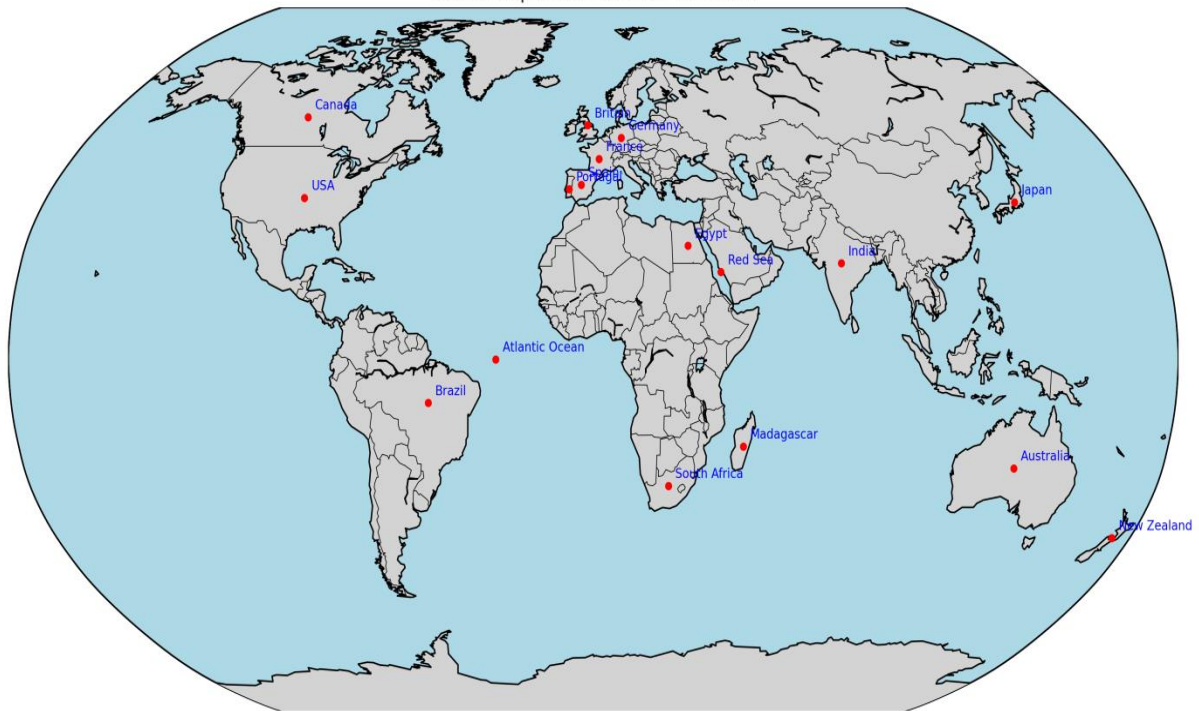 Canada
Britain
Germany
France
Spain
Portugal
USA
Japan
Egypt
India
Red Sea
Atlantic Ocean
Brazil
Madagascar
Australia
South Africa
New Zealand